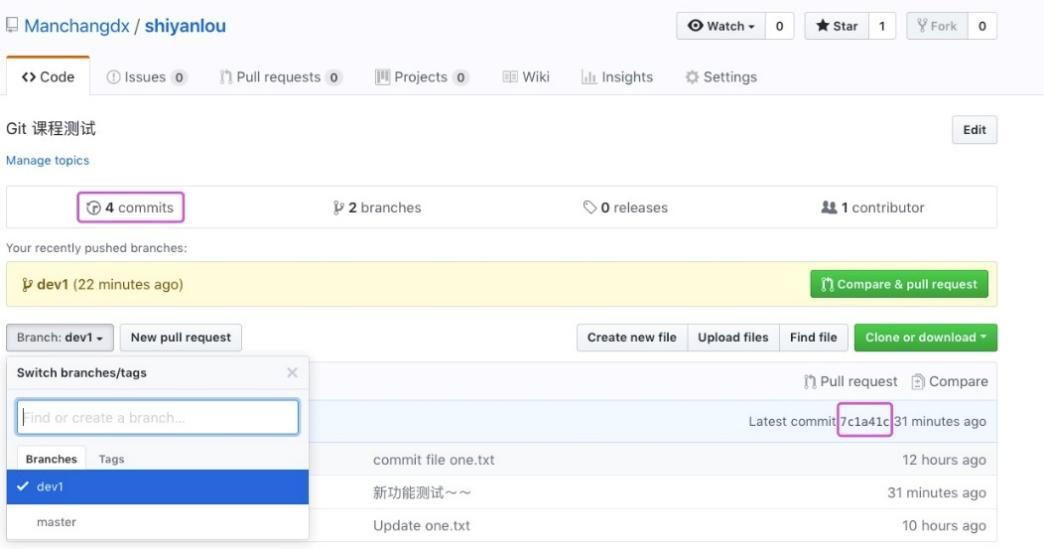 Manchangdx / shiyanlou
Watch 0 Star 1 Fork 0
Code Issues 0 Pull requests 0 Projects 0 Wiki Insights Settings
Git 课程测试
Edit
Manage topics
4 commits 2 branches 0 releases 1 contributor
Your recently pushed branches:
dev1 (22 minutes ago) Compare & pull request
Branch: dev1 New pull request Create new file Upload files Find file Clone or download
Switch branches/tags
Pull request Compare
Find or create a branch...
Latest commit 7c1a41c 31 minutes ago
Branches Tags
commit file one.txt 12 hours ago
dev1
新功能测试～～ 31 minutes ago
master
Update one.txt 10 hours ago